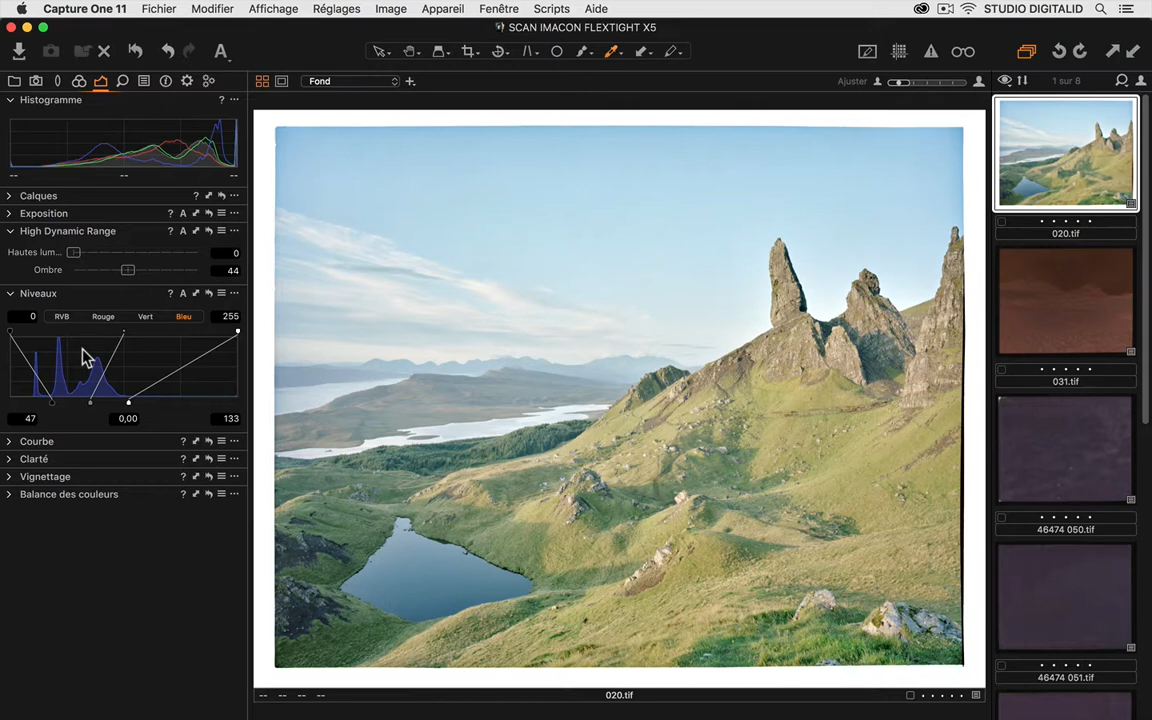 Capture One 11 Fichier Modifier Affichage Réglages Image Appareil Fenêtre Scripts Aide STUDIO DIGITALID
SCAN IMACON FLEXTIGHT X5
Fond
Ajuster
1 sur 8
Histogramme
-- -- --
Calques
Exposition
High Dynamic Range
Hautes lum... 0
Ombre 44
Niveaux
0 RVB Rouge Vert Bleu 255
47 0,00 133
Courbe
Clarté
Vignettage
Balance des couleurs
-- -- -- -- 020.tif
020.tif
031.tif
46474 050.tif
46474 051.tif